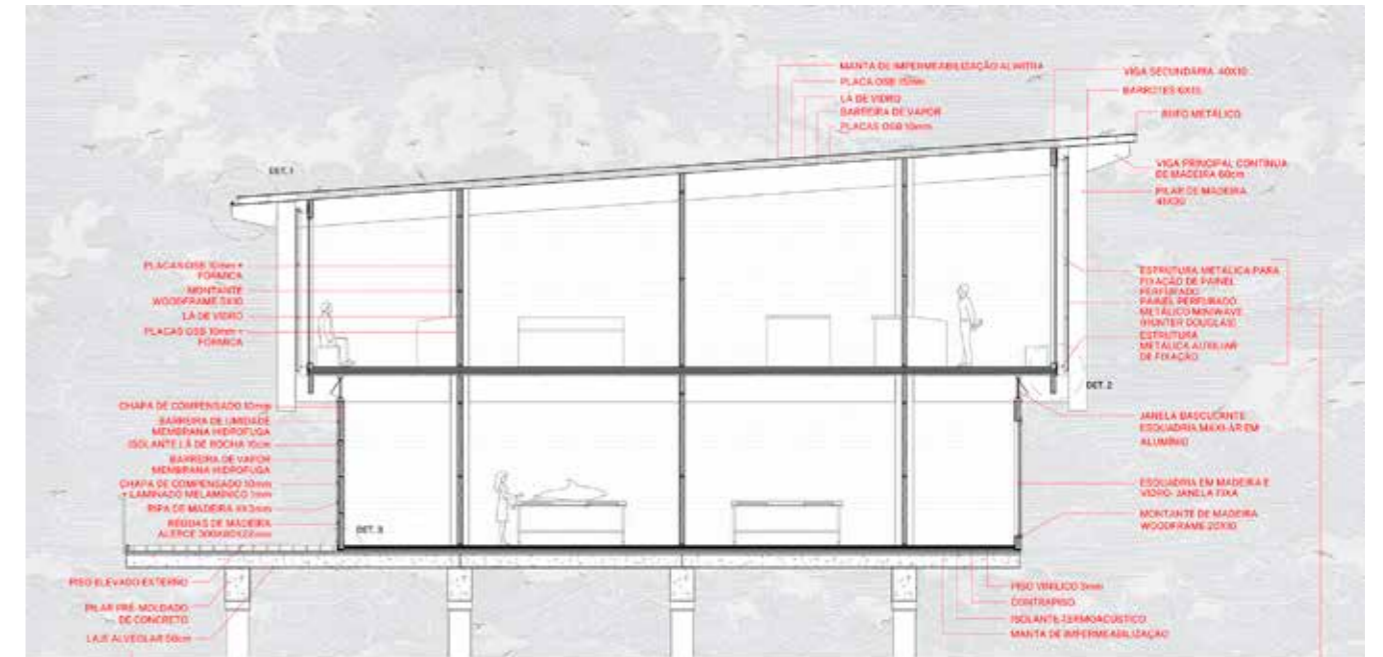 MANTA DE IMPERMEABILIZAÇÃO ALWITRA
PLACA OSB 15mm
LÃ DE VIDRO
BARREIRA DE VAPOR
PLACAS OSB 10mm
VIGA SECUNDÁRIA 40X10
BARROTES 6X15
RUFO METÁLICO
VIGA PRINCIPAL CONTÍNUA
DE MADEIRA 60cm
PILAR DE MADEIRA
DET. 1
PLACAS OSB 10mm +
FÓRMICA
MONTANTE
WOODFRAME 5X10
LÃ DE VIDRO
PLACAS OSB 10mm +
FÓRMICA
ESTRUTURA METÁLICA PARA
FIXAÇÃO DE PAINEL
PERFURADO
PAINEL PERFURADO
METÁLICO MINIWAVE
(HUNTER DOUGLAS)
ESTRUTURA
METÁLICA AUXILIAR
DE FIXAÇÃO
DET. 2
CHAPA DE COMPENSADO 10mm
BARREIRA DE UMIDADE
MEMBRANA HIDROFUGA
ISOLANTE LÃ DE ROCHA 10cm
BARREIRA DE VAPOR
MEMBRANA HIDROFUGA
CHAPA DE COMPENSADO 10mm
+ LAMINADO MELAMÍNICO 1mm
RIPA DE MADEIRA
RÉGUAS DE MADEIRA
ALERCE
DET. 3
JANELA BASCULANTE
ESQUADRIA MAXI-AR EM
ALUMÍNIO
ESQUADRIA EM MADEIRA E
VIDRO- JANELA FIXA
MONTANTE DE MADEIRA
WOODFRAME 20X10
PISO ELEVADO EXTERNO
PILAR PRÉ-MOLDADO
DE CONCRETO
LAJE ALVEOLAR 50cm
PISO VINÍLICO 3mm
CONTRAPISO
ISOLANTE TERMOACÚSTICO
MANTA DE IMPERMEABILIZAÇÃO